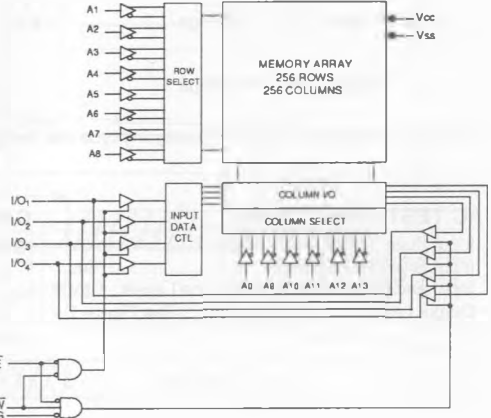 A1
A2
A3
A4
A5
A6
A7
A8
ROW
SELECT
MEMORY ARRAY
256 ROWS
256 COLUMNS
Vcc
Vss
I/O1
I/O2
I/O3
I/O4
INPUT
DATA
CTL
COLUMN I/O
COLUMN SELECT
A0 A9 A10 A11 A12 A13